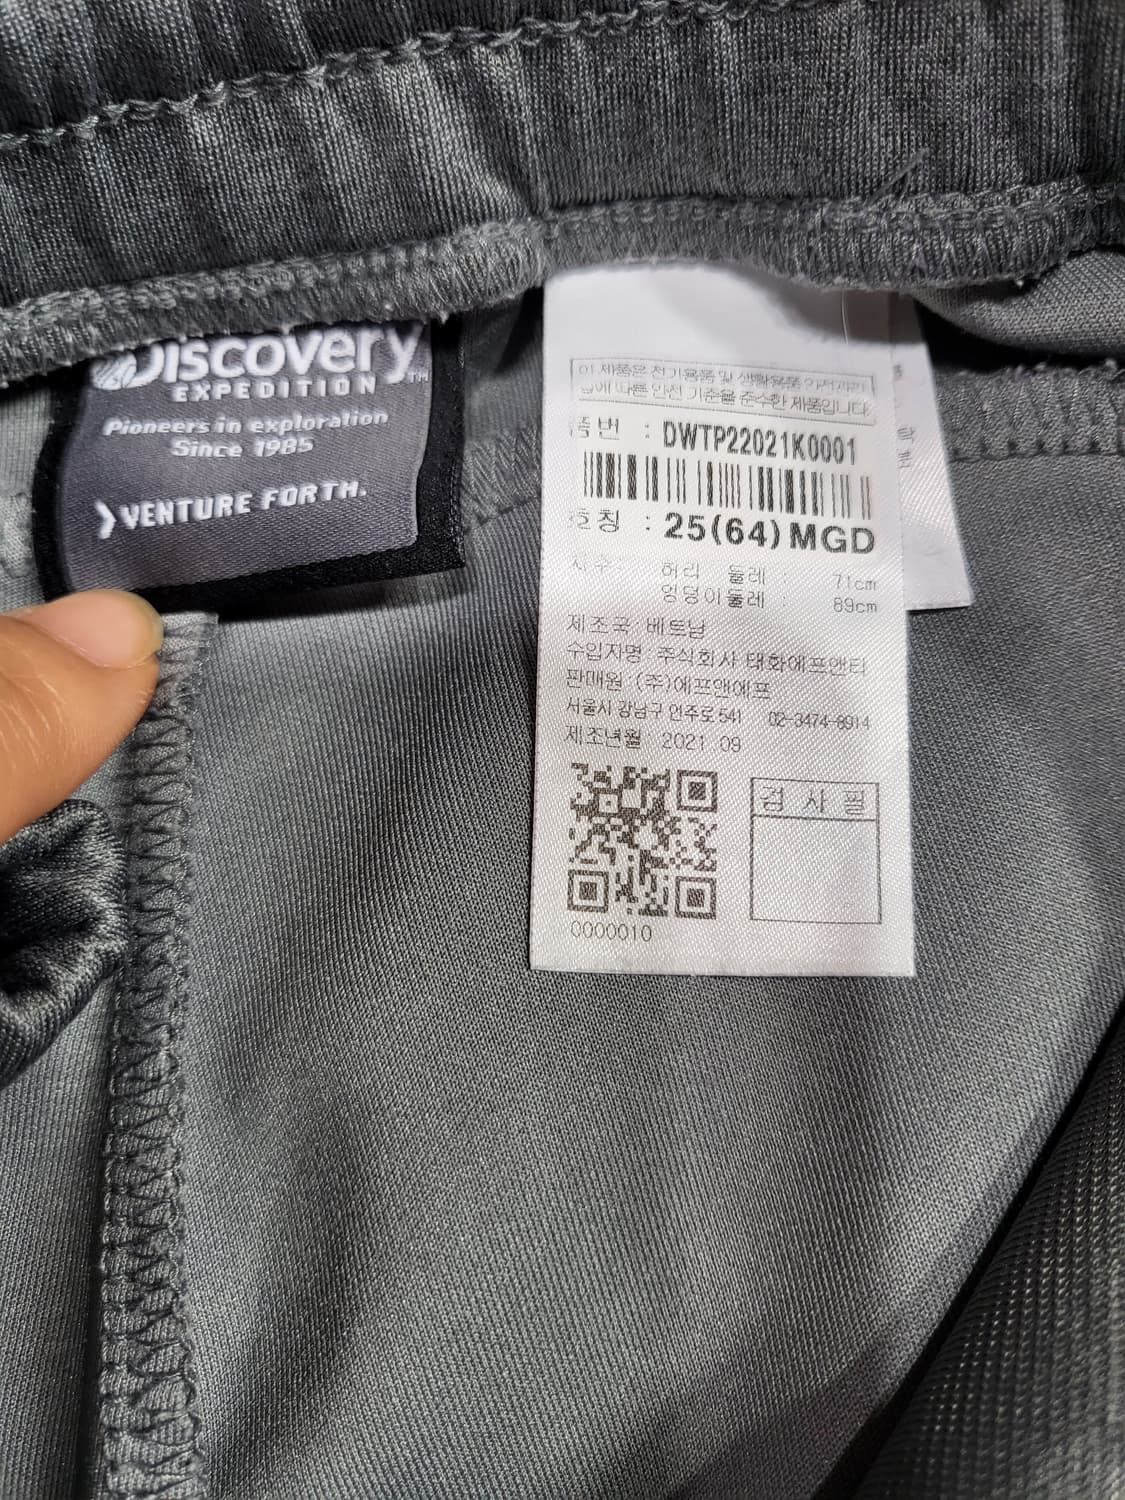 Discovery
EXPEDITION
Pioneers in exploration
Since 1985
VENTURE FORTH.
이 제품은 전기용품 및 생활용품 안전관리
법에 따른 안전 기준을 준수한 제품입니다.
품번 : DWTP22021K0001
호칭 : 25(64) MGD
치수: 허리 둘레 : 71cm
엉덩이둘레 : 89cm
제조국: 베트남
수입자명: 주식회사 태화에프앤티
판매원:(주)에프앤에프
서울시 강남구 언주로 541 02-3474-8914
제조년월 2021 09
검 사 필
0000010